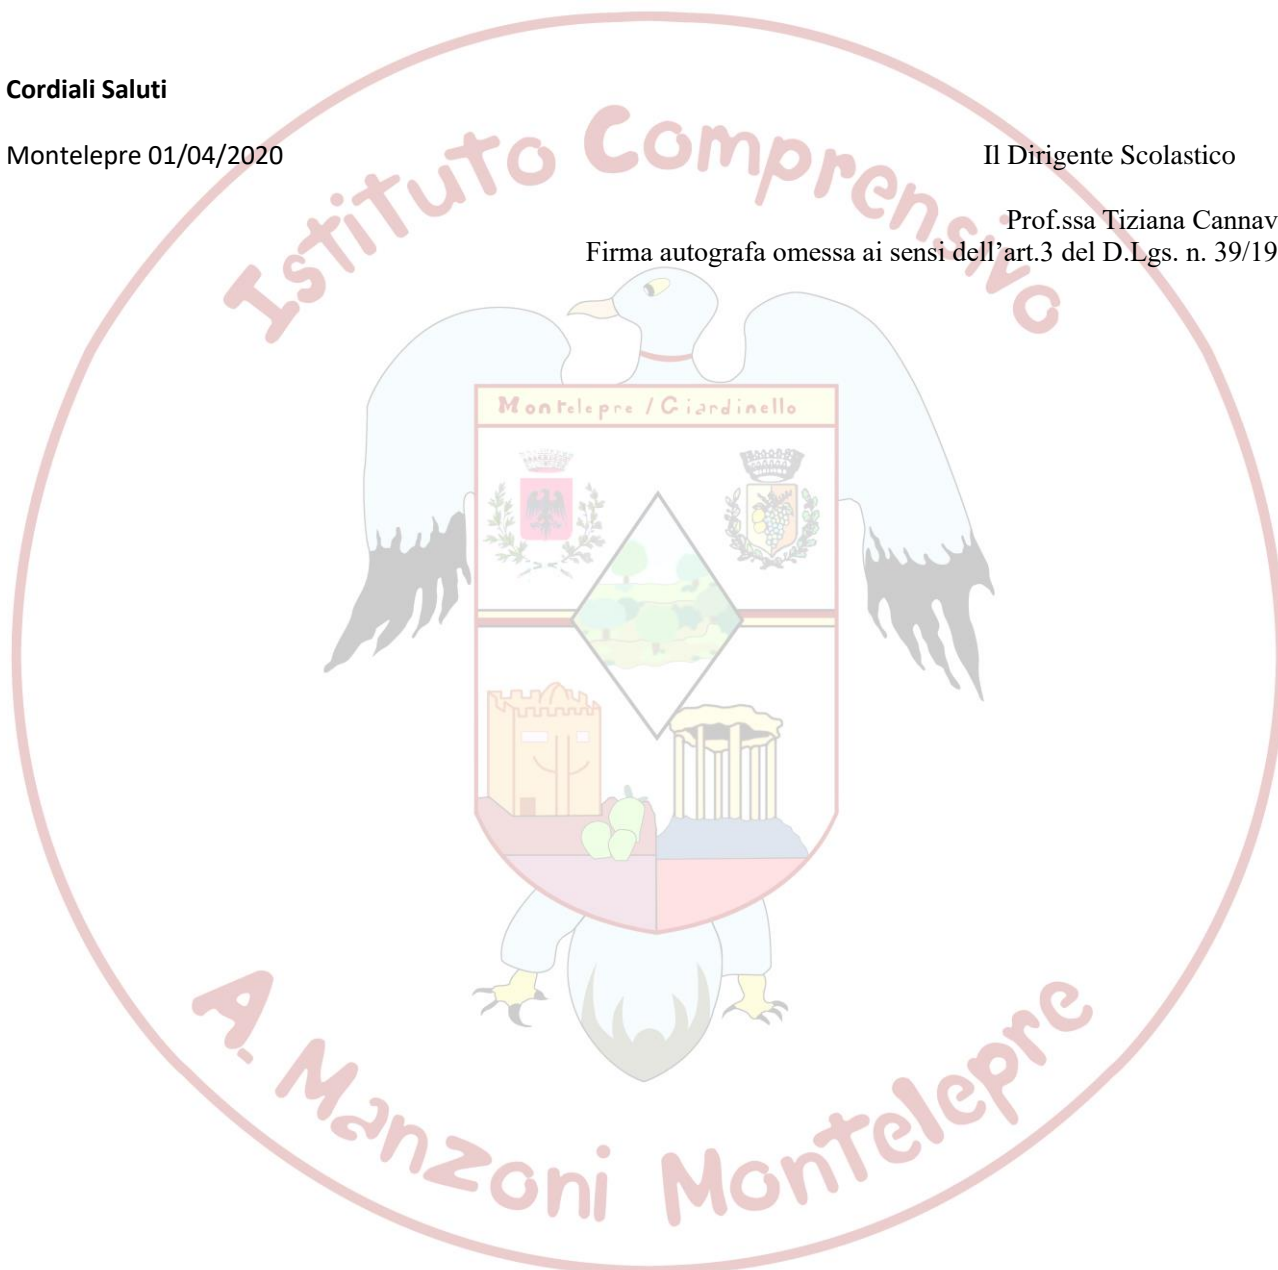 Cordiali Saluti
Montelepre 01/04/2020
Il Dirigente Scolastico
Prof.ssa Tiziana Cannav
Firma autografa omessa ai sensi dell’art.3 del D.Lgs. n. 39/19
Istituto Comprensivo
Montelepre / Giardinello
A. Manzoni Montelepre